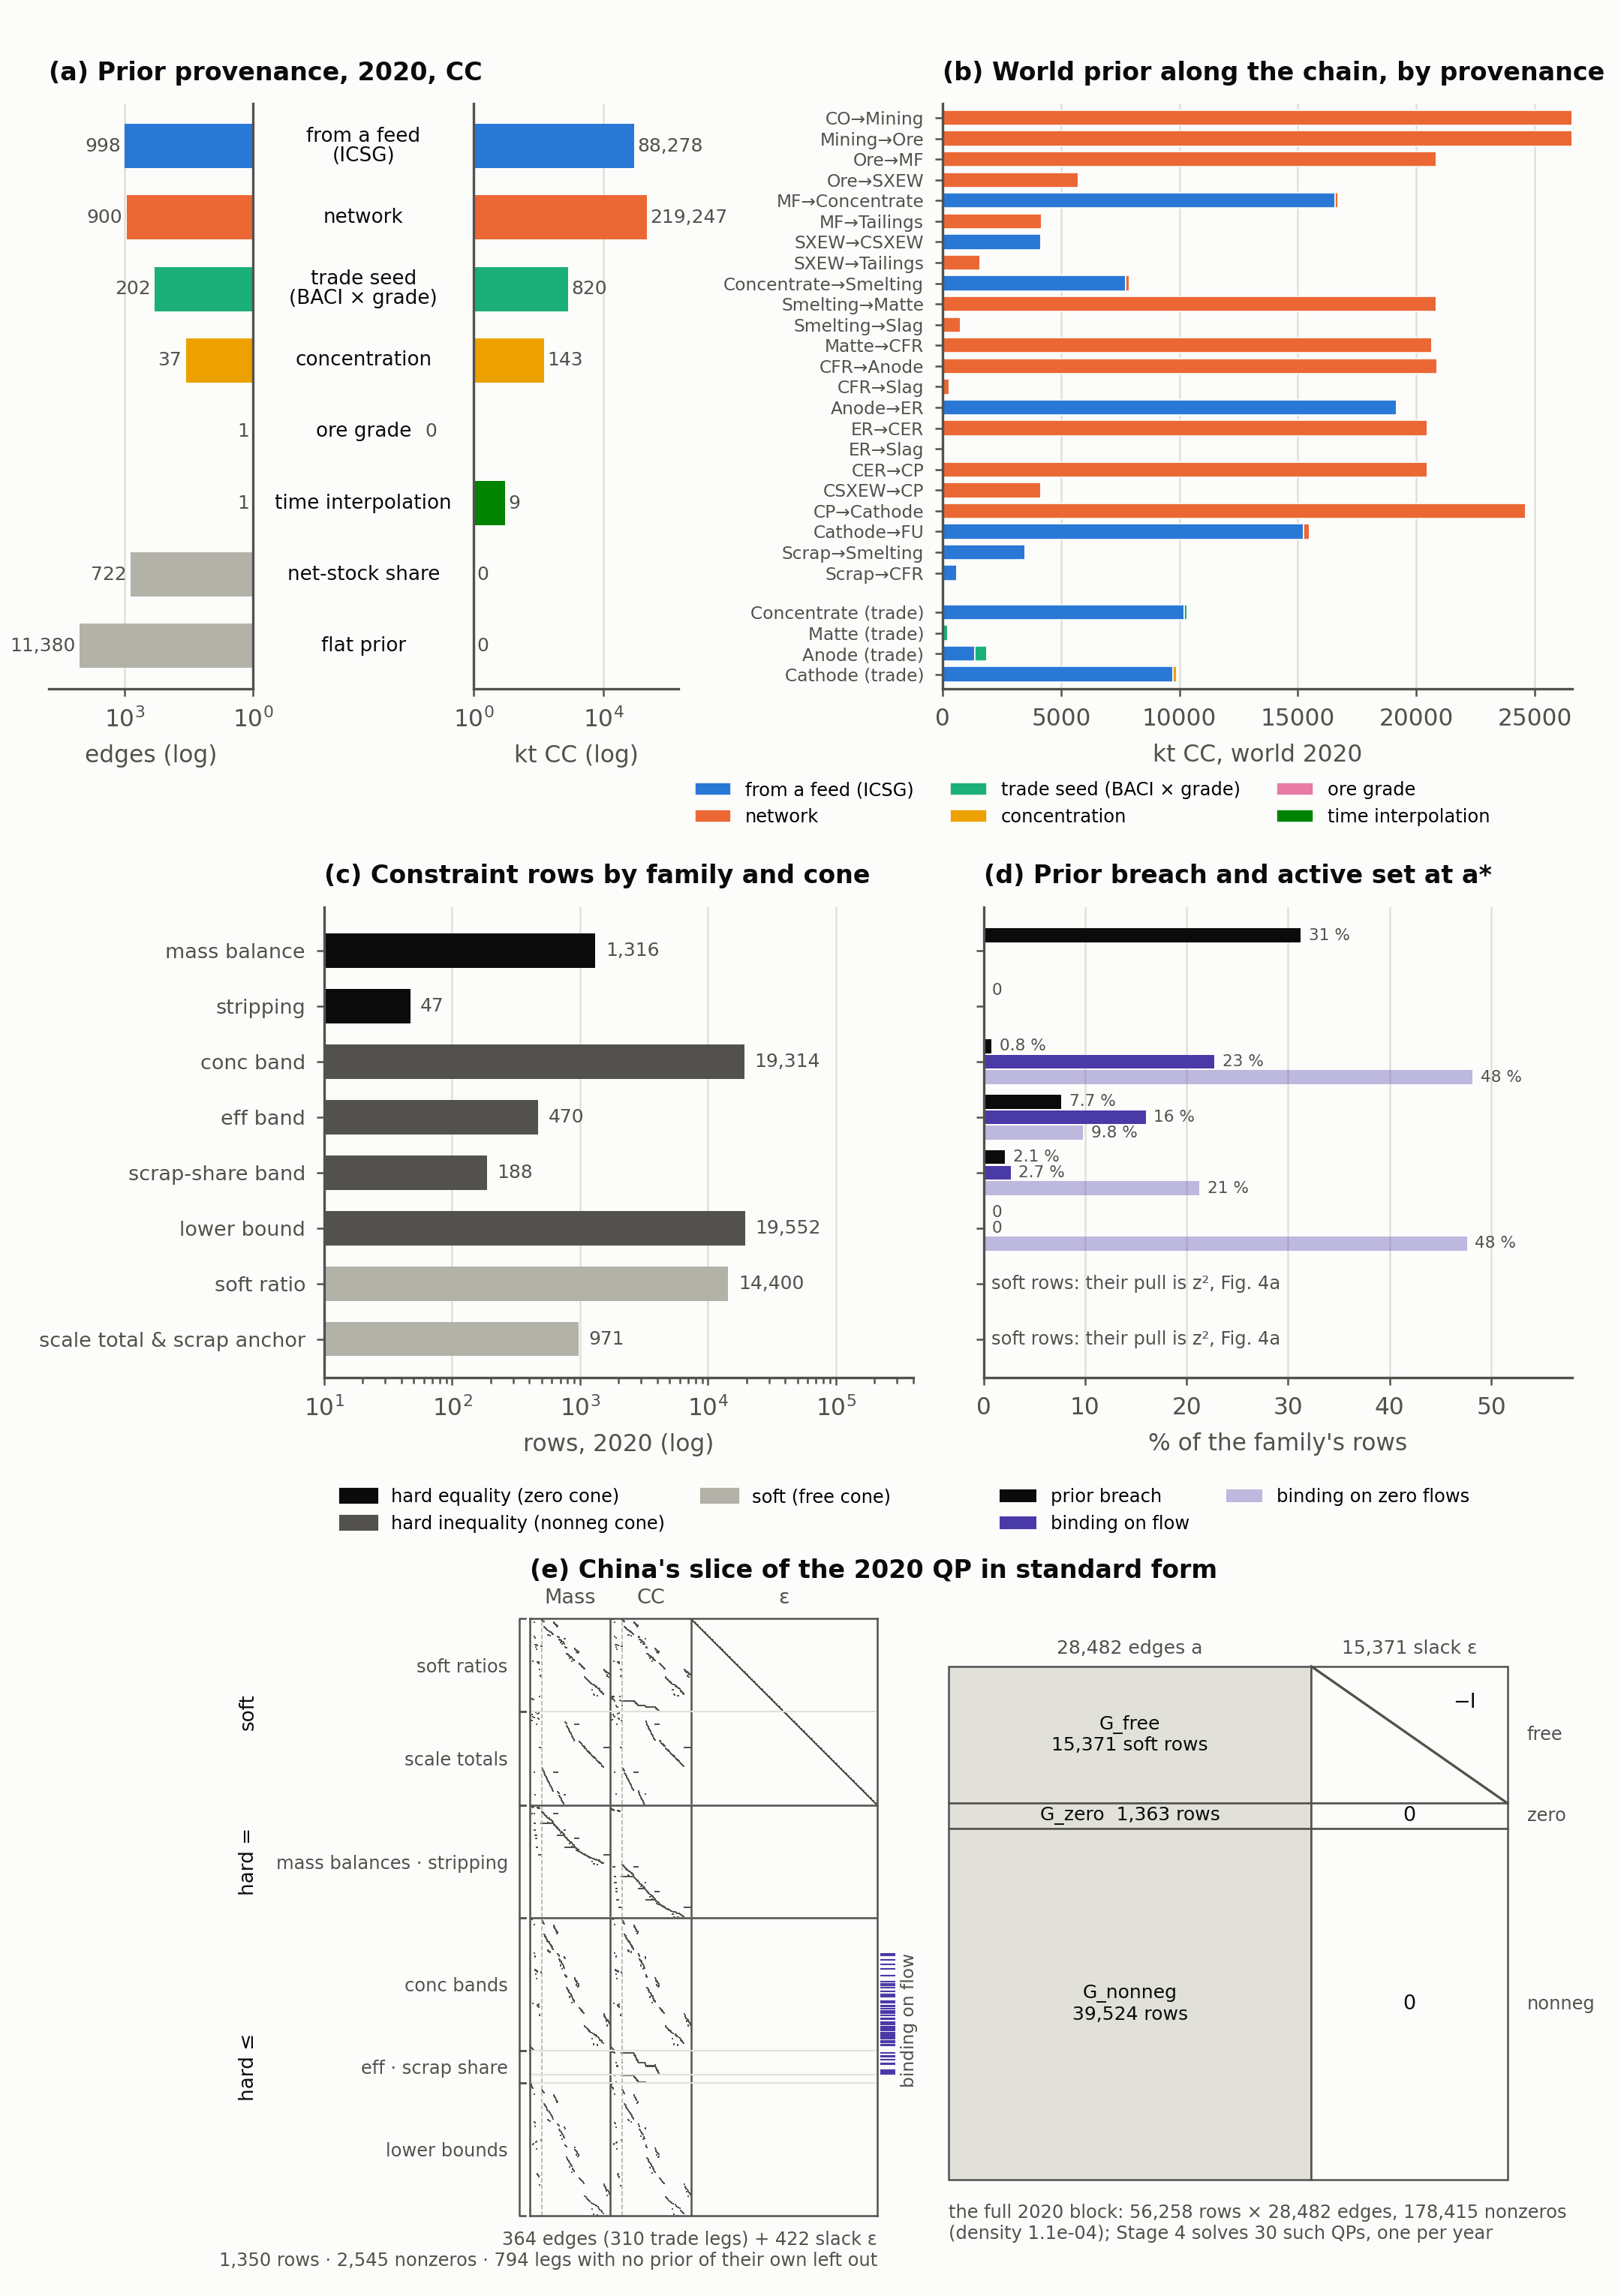 (a) Prior provenance, 2020, CC
998
from a feed
(ICSG)
88,278
900
network
219,247
202
trade seed
(BACI × grade)
820
37
concentration
143
1
ore grade
0
1
time interpolation
9
722
net-stock share
0
11,380
flat prior
0
10³
10⁰
10⁰
10⁴
edges (log)
kt CC (log)
(b) World prior along the chain, by provenance
CO→Mining
Mining→Ore
Ore→MF
Ore→SXEW
MF→Concentrate
MF→Tailings
SXEW→CSXEW
SXEW→Tailings
Concentrate→Smelting
Smelting→Matte
Smelting→Slag
Matte→CFR
CFR→Anode
CFR→Slag
Anode→ER
ER→CER
ER→Slag
CER→CP
CSXEW→CP
CP→Cathode
Cathode→FU
Scrap→Smelting
Scrap→CFR
Concentrate (trade)
Matte (trade)
Anode (trade)
Cathode (trade)
0
5000
10000
15000
20000
25000
kt CC, world 2020
from a feed (ICSG)
trade seed (BACI × grade)
ore grade
network
concentration
time interpolation
(c) Constraint rows by family and cone
mass balance
1,316
stripping
47
conc band
19,314
eff band
470
scrap-share band
188
lower bound
19,552
soft ratio
14,400
scale total & scrap anchor
971
10¹
10²
10³
10⁴
10⁵
rows, 2020 (log)
hard equality (zero cone)
soft (free cone)
hard inequality (nonneg cone)
(d) Prior breach and active set at a*
31 %
0
0.8 %
23 %
48 %
7.7 %
16 %
9.8 %
2.1 %
2.7 %
21 %
0
0
48 %
soft rows: their pull is z², Fig. 4a
soft rows: their pull is z², Fig. 4a
0
10
20
30
40
50
% of the family's rows
prior breach
binding on zero flows
binding on flow
(e) China's slice of the 2020 QP in standard form
Mass
CC
ε
soft
soft ratios
scale totals
hard =
mass balances · stripping
hard ≤
conc bands
eff · scrap share
lower bounds
binding on flow
364 edges (310 trade legs) + 422 slack ε
1,350 rows · 2,545 nonzeros · 794 legs with no prior of their own left out
28,482 edges a
15,371 slack ε
G_free
15,371 soft rows
−I
free
G_zero 1,363 rows
0
zero
G_nonneg
39,524 rows
0
nonneg
the full 2020 block: 56,258 rows × 28,482 edges, 178,415 nonzeros
(density 1.1e-04); Stage 4 solves 30 such QPs, one per year